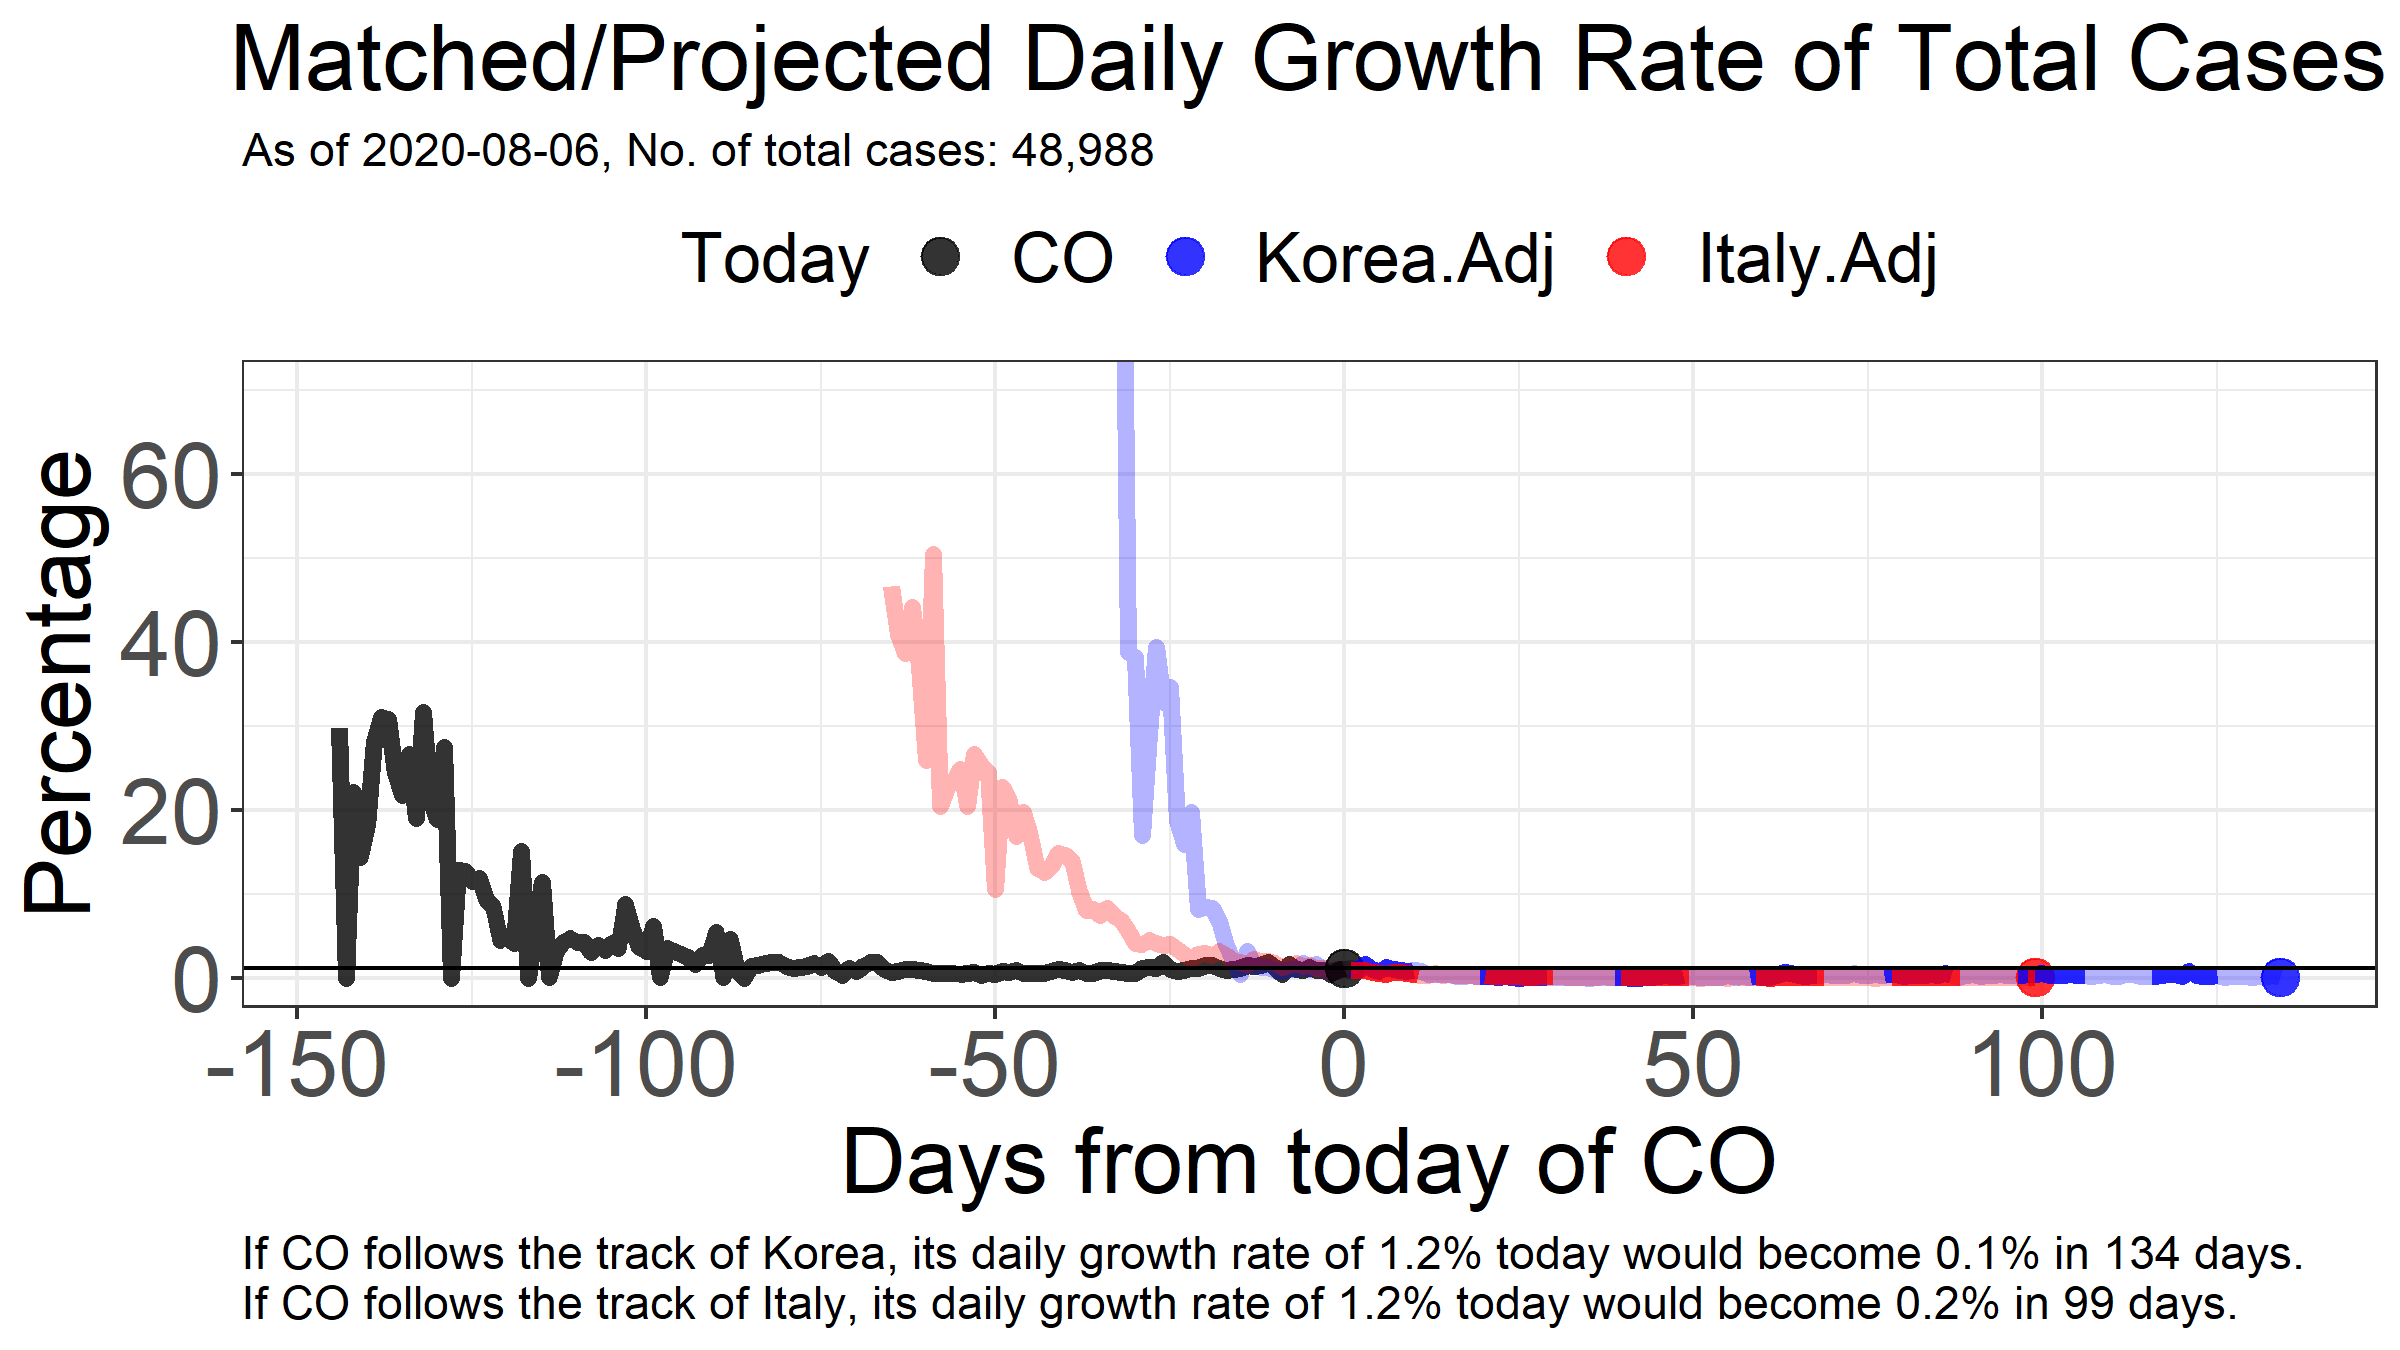 Matched/Projected Daily Growth Rate of Total Cases
As of 2020-08-06, No. of total cases: 48,988
Today CO Korea.Adj Italy.Adj
Percentage
60
40
20
0
-150 -100 -50 0 50 100
Days from today of CO
If CO follows the track of Korea, its daily growth rate of 1.2% today would become 0.1% in 134 days.
If CO follows the track of Italy, its daily growth rate of 1.2% today would become 0.2% in 99 days.